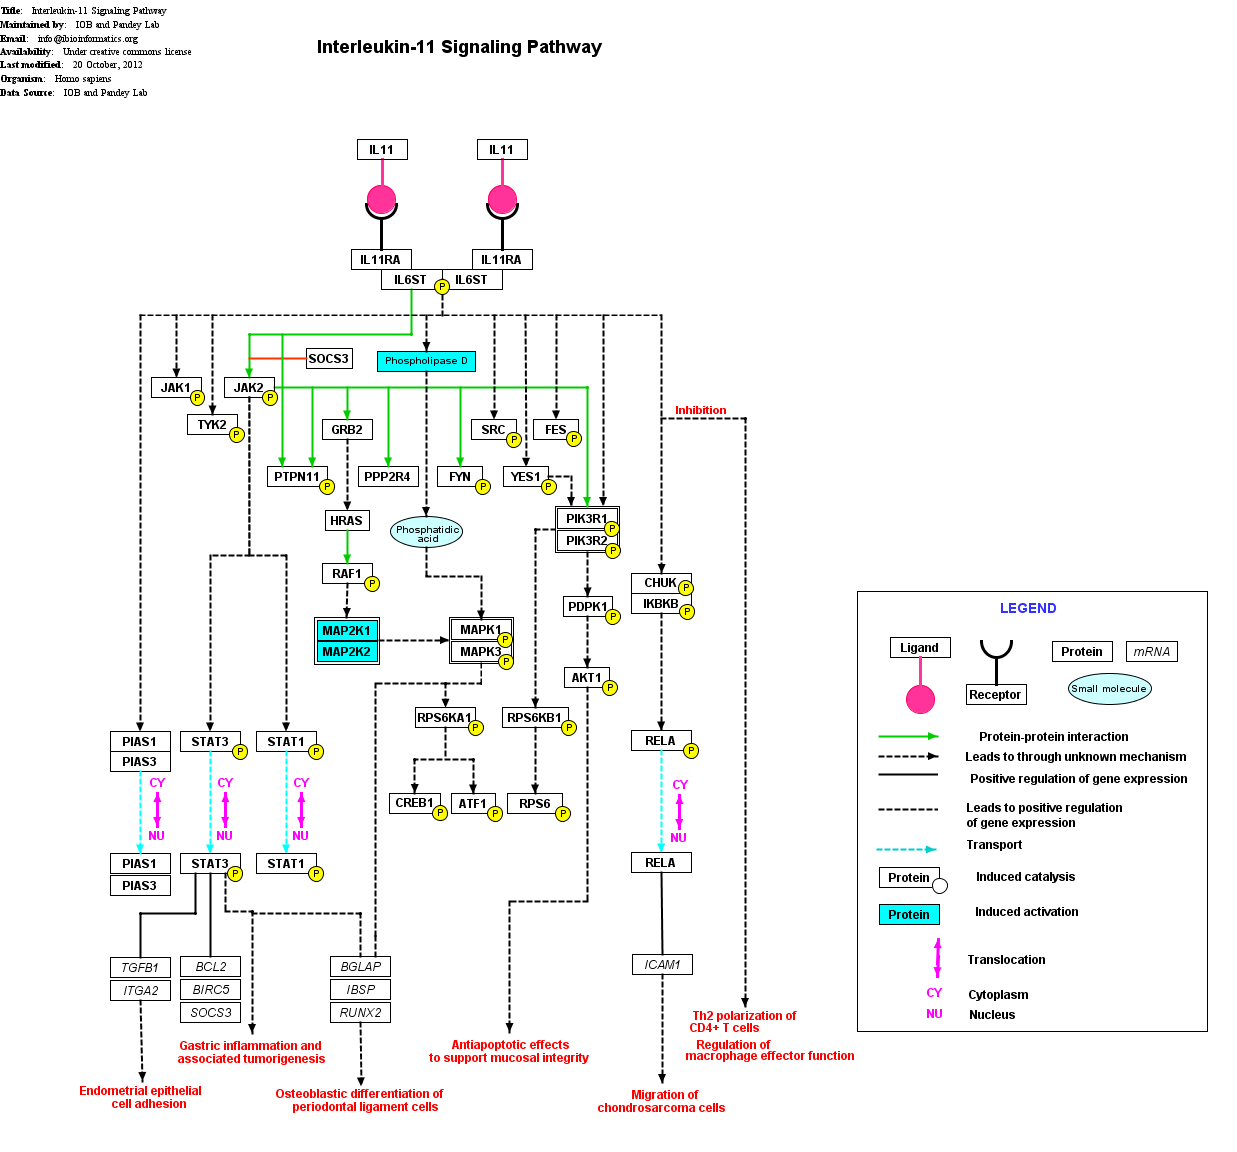 Title: Interleukin-11 Signaling Pathway
Maintained by: IOB and Pandey Lab
Email: info@ibioinformatics.org
Availability: Under creative commons license
Last modified: 20 October, 2012
Organism: Homo sapiens
Data Source: IOB and Pandey Lab
Interleukin-11 Signaling Pathway
IL11 IL11
IL11RA IL11RA
IL6ST P IL6ST
SOCS3 Phospholipase D
JAK1 P JAK2 P
TYK2 P GRB2 SRC P FES P
Inhibition
PTPN11 P PPP2R4 FYN P YES1 P
HRAS Phosphatidic
acid
PIK3R1 P
PIK3R2 P
RAF1 P CHUK P
IKBKB P
PDPK1 P
MAP2K1 MAPK1 P
MAP2K2 MAPK3 P
AKT1 P
RPS6KA1 P RPS6KB1 P
PIAS1 STAT3 P STAT1 P RELA P
PIAS3
CY CY CY CY
NU NU NU NU
CREB1 P ATF1 P RPS6 P
PIAS1 STAT3 P STAT1 P RELA
PIAS3
TGFB1 BCL2 BGLAP ICAM1
ITGA2 BIRC5 IBSP
SOCS3 RUNX2
Th2 polarization of
CD4+ T cells
Regulation of
macrophage effector function
Gastric inflammation and
associated tumorigenesis
Antiapoptotic effects
to support mucosal integrity
Endometrial epithelial
cell adhesion
Osteoblastic differentiation of
periodontal ligament cells
Migration of
chondrosarcoma cells
LEGEND
Ligand Protein mRNA
Receptor Small molecule
Protein-protein interaction
Leads to through unknown mechanism
Positive regulation of gene expression
Leads to positive regulation
of gene expression
Transport
Protein Induced catalysis
Protein Induced activation
Translocation
CY Cytoplasm
NU Nucleus